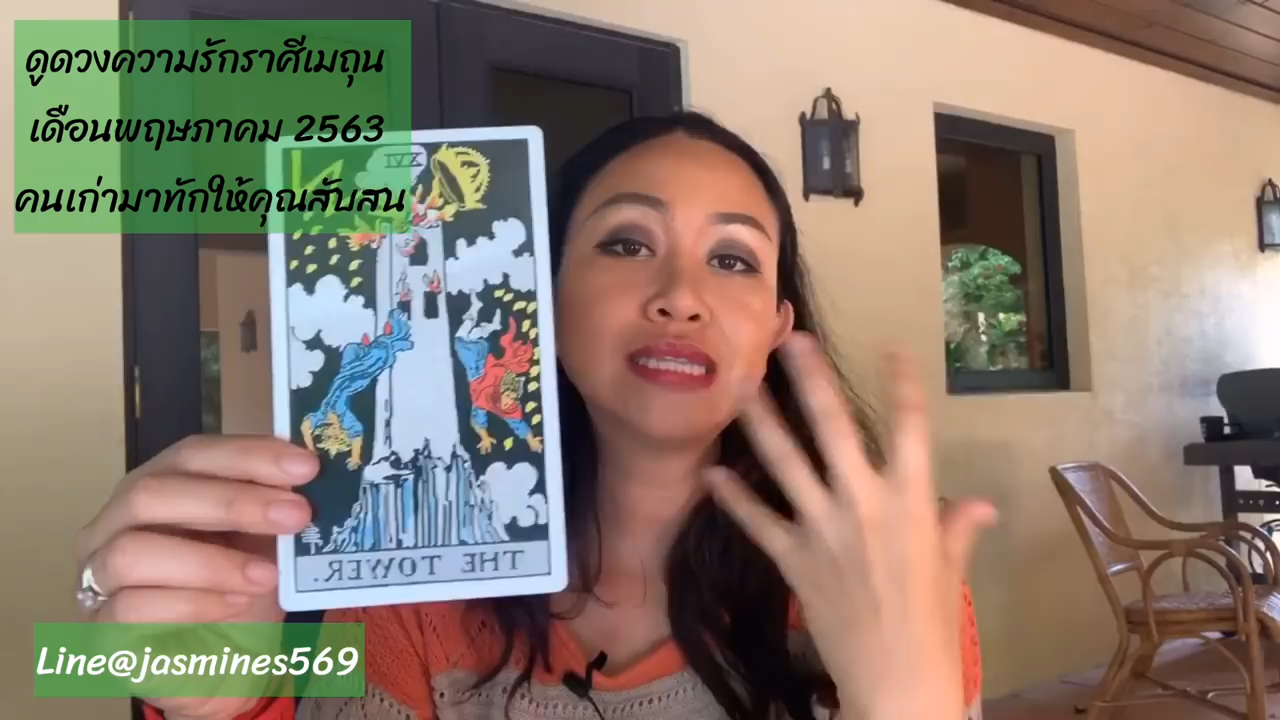 ดูดวงความรักราศีเมถุน
เดือนพฤษภาคม 2563
คนเก่ามาทักให้คุณสับสน
XVI
THE TOWER.
Line@jasmines569